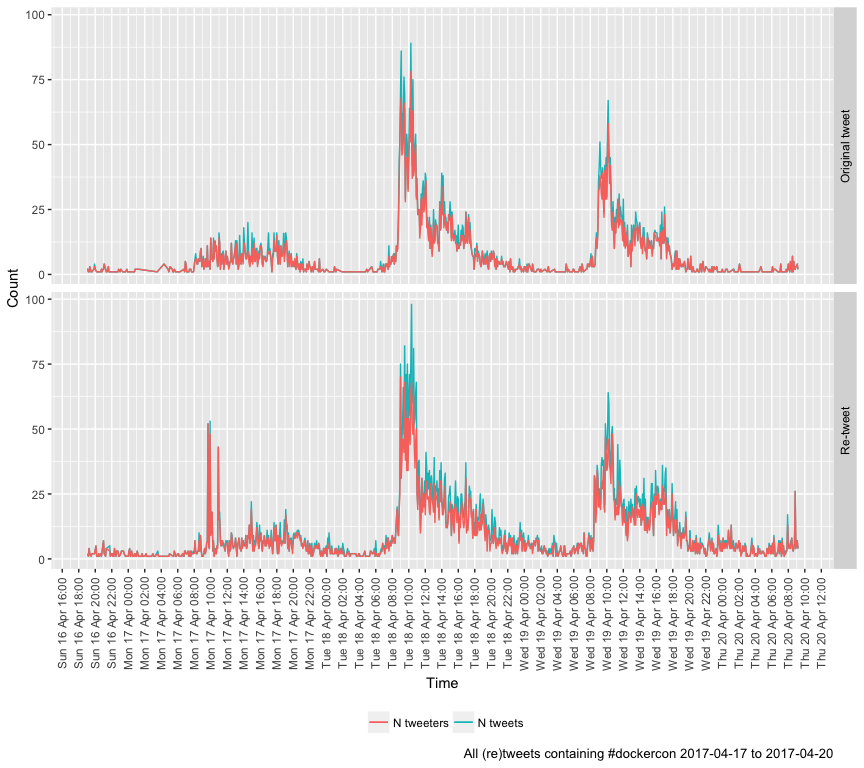 100
75
50
25
0
Original tweet
Count
100
75
50
25
0
Re-tweet
Sun 16 Apr 16:00
Sun 16 Apr 18:00
Sun 16 Apr 20:00
Sun 16 Apr 22:00
Mon 17 Apr 00:00
Mon 17 Apr 02:00
Mon 17 Apr 04:00
Mon 17 Apr 06:00
Mon 17 Apr 08:00
Mon 17 Apr 10:00
Mon 17 Apr 12:00
Mon 17 Apr 14:00
Mon 17 Apr 16:00
Mon 17 Apr 18:00
Mon 17 Apr 20:00
Mon 17 Apr 22:00
Tue 18 Apr 00:00
Tue 18 Apr 02:00
Tue 18 Apr 04:00
Tue 18 Apr 06:00
Tue 18 Apr 08:00
Tue 18 Apr 10:00
Tue 18 Apr 12:00
Tue 18 Apr 14:00
Tue 18 Apr 16:00
Tue 18 Apr 18:00
Tue 18 Apr 20:00
Tue 18 Apr 22:00
Wed 19 Apr 00:00
Wed 19 Apr 02:00
Wed 19 Apr 04:00
Wed 19 Apr 06:00
Wed 19 Apr 08:00
Wed 19 Apr 10:00
Wed 19 Apr 12:00
Wed 19 Apr 14:00
Wed 19 Apr 16:00
Wed 19 Apr 18:00
Wed 19 Apr 20:00
Wed 19 Apr 22:00
Thu 20 Apr 00:00
Thu 20 Apr 02:00
Thu 20 Apr 04:00
Thu 20 Apr 06:00
Thu 20 Apr 08:00
Thu 20 Apr 10:00
Thu 20 Apr 12:00
Time
N tweeters N tweets
All (re)tweets containing #dockercon 2017-04-17 to 2017-04-20